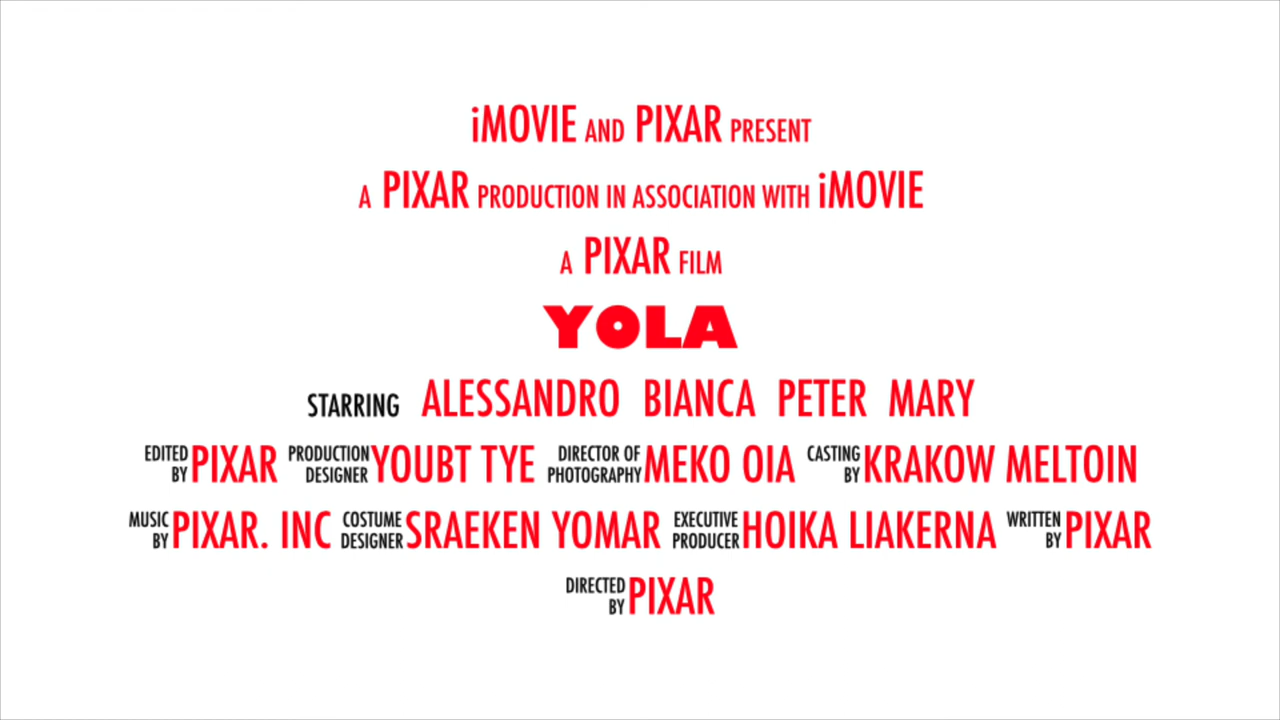 iMOVIE AND PIXAR PRESENT
A PIXAR PRODUCTION IN ASSOCIATION WITH iMOVIE
A PIXAR FILM
YOLA
STARRING ALESSANDRO BIANCA PETER MARY
EDITED BY PIXAR PRODUCTION DESIGNER YOUBT TYE DIRECTOR OF PHOTOGRAPHY MEKO OIA CASTING BY KRAKOW MELTOIN
MUSIC BY PIXAR. INC COSTUME DESIGNER SRAEKEN YOMAR EXECUTIVE PRODUCER HOIKA LIAKERNA WRITTEN BY PIXAR
DIRECTED BY PIXAR